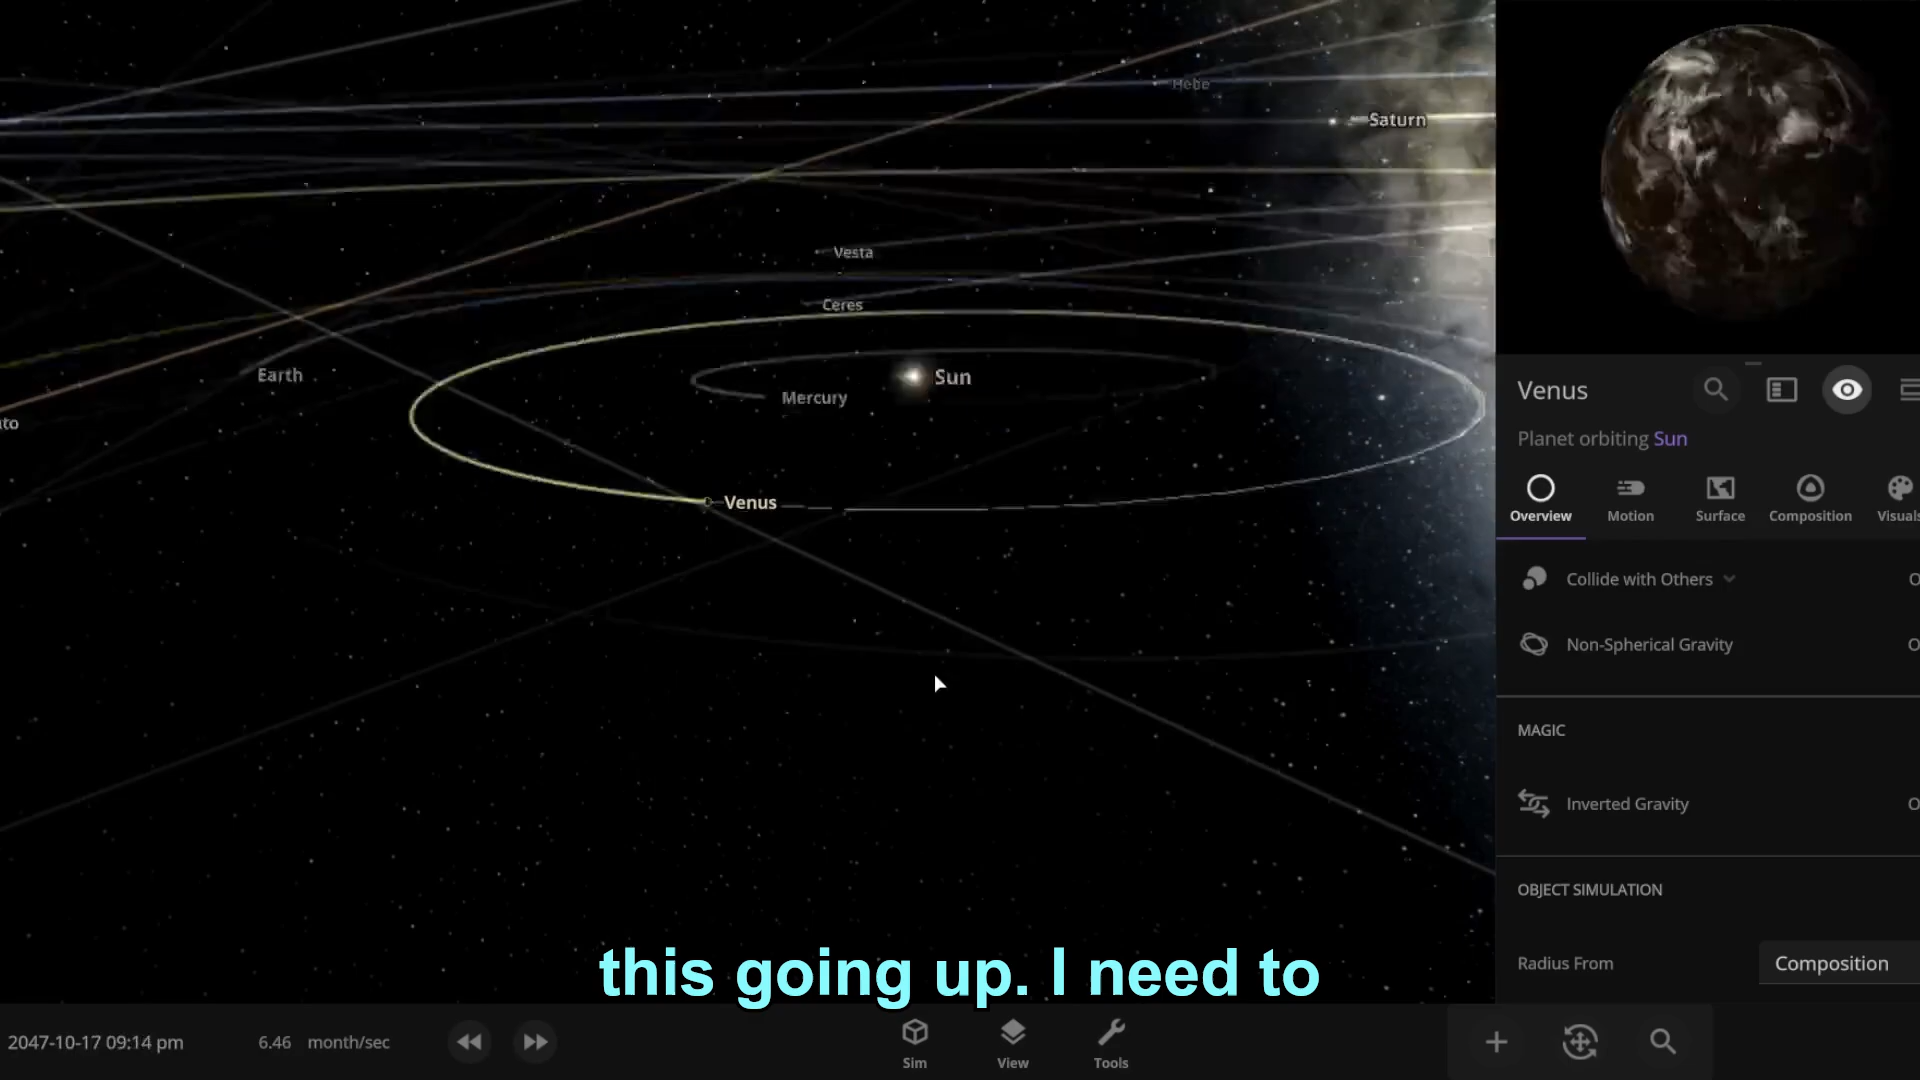 Hebe
Saturn
Vesta
Ceres
Earth
Sun
Mercury
Venus
Venus
Planet orbiting Sun
Overview Motion Surface Composition Visuals
Collide with Others
Non-Spherical Gravity
MAGIC
Inverted Gravity
OBJECT SIMULATION
Radius From Composition
this going up. I need to
2047-10-17 09:14 pm 6.46 month/sec
Sim View Tools